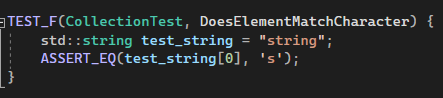 TEST_F(CollectionTest, DoesElementMatchCharacter) {
    std::string test_string = "string";
    ASSERT_EQ(test_string[0], 's');
}